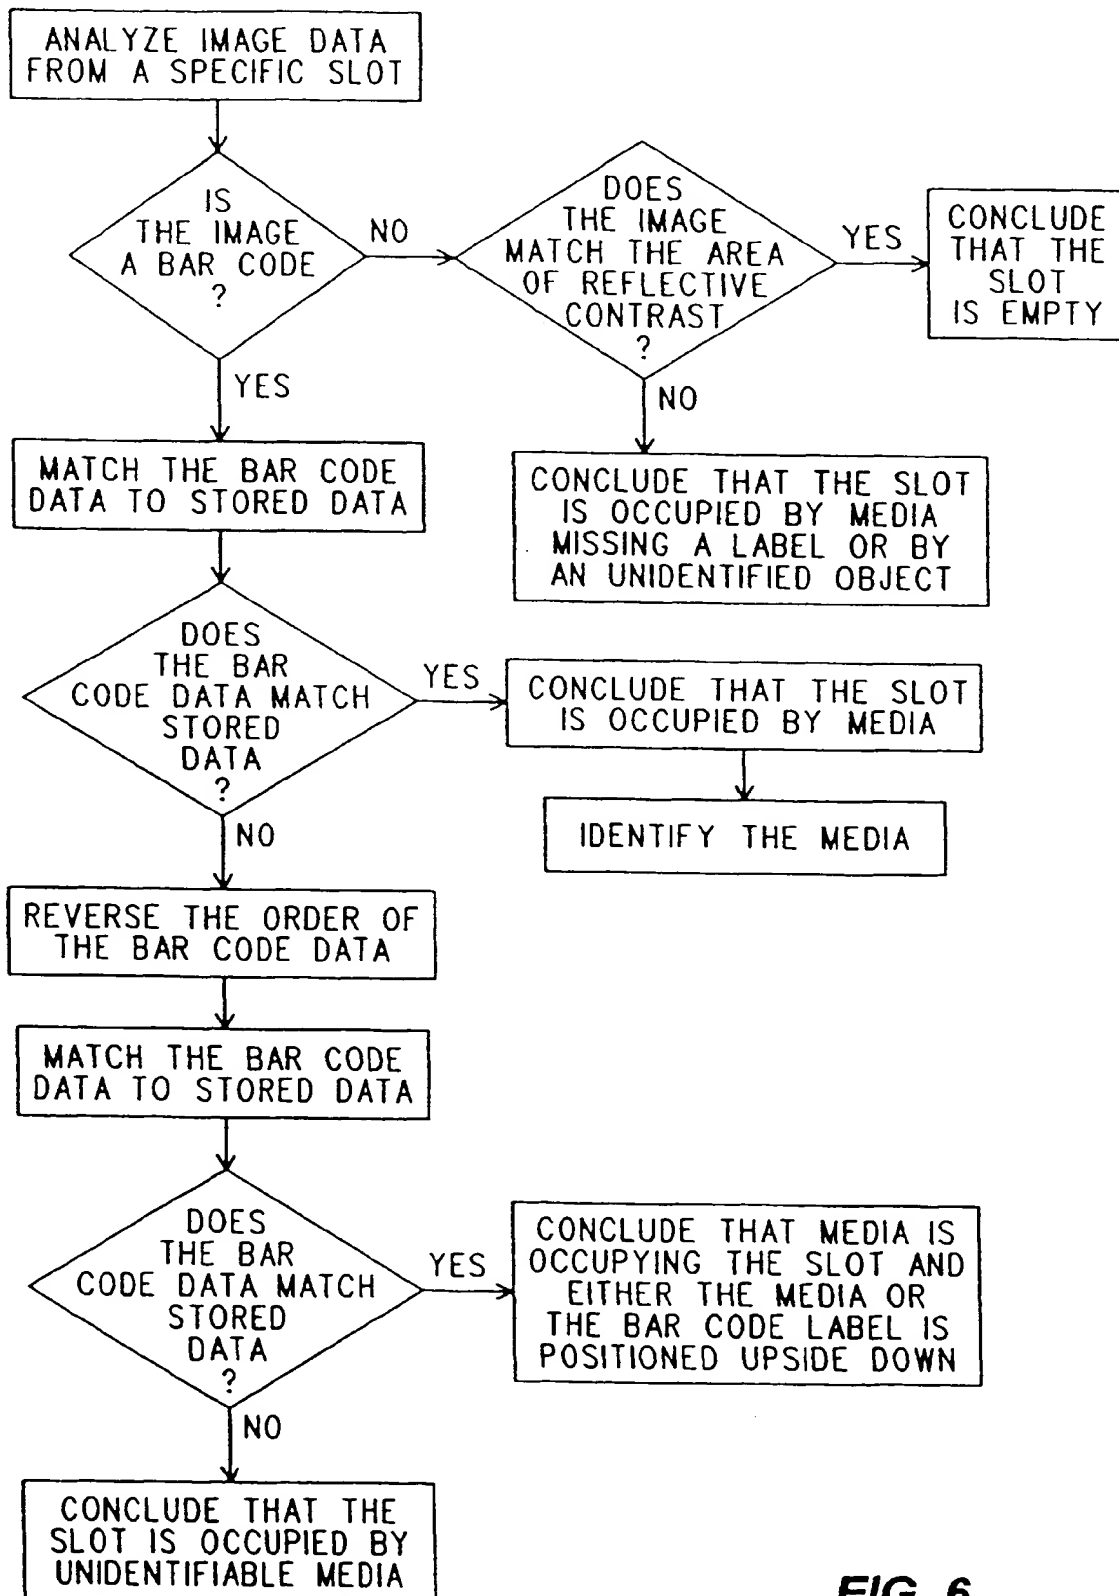 ANALYZE IMAGE DATA
FROM A SPECIFIC SLOT
IS
THE IMAGE
A BAR CODE
?
NO
DOES
THE IMAGE
MATCH THE AREA
OF REFLECTIVE
CONTRAST
?
YES
CONCLUDE
THAT THE
SLOT
IS EMPTY
YES
NO
MATCH THE BAR CODE
DATA TO STORED DATA
CONCLUDE THAT THE SLOT
IS OCCUPIED BY MEDIA
MISSING A LABEL OR BY
AN UNIDENTIFIED OBJECT
DOES
THE BAR
CODE DATA MATCH
STORED
DATA
?
YES
CONCLUDE THAT THE SLOT
IS OCCUPIED BY MEDIA
IDENTIFY THE MEDIA
NO
REVERSE THE ORDER OF
THE BAR CODE DATA
MATCH THE BAR CODE
DATA TO STORED DATA
DOES
THE BAR
CODE DATA MATCH
STORED
DATA
?
YES
CONCLUDE THAT MEDIA IS
OCCUPYING THE SLOT AND
EITHER THE MEDIA OR
THE BAR CODE LABEL IS
POSITIONED UPSIDE DOWN
NO
CONCLUDE THAT THE
SLOT IS OCCUPIED BY
UNIDENTIFIABLE MEDIA
FIG. 6